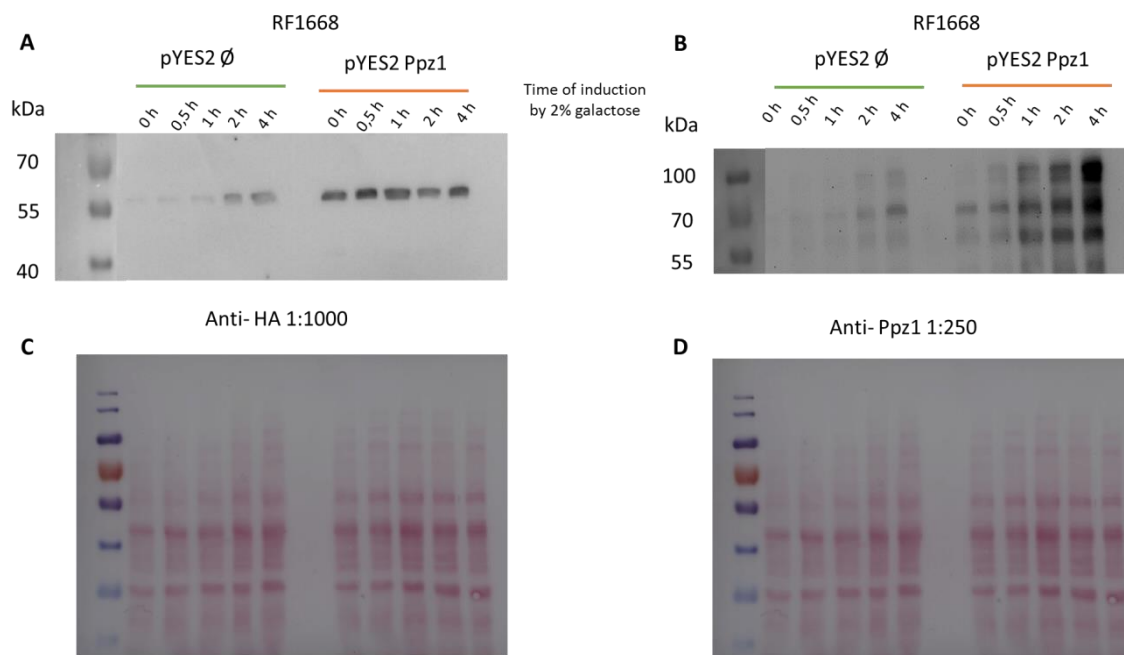 A
RF1668
pYES2 Ø
pYES2 Ppz1
kDa
0 h
0,5 h
1 h
2 h
4 h
0 h
0,5 h
1 h
2 h
4 h
70
55
40
Anti- HA 1:1000
Time of induction
by 2% galactose
B
RF1668
pYES2 Ø
pYES2 Ppz1
kDa
0 h
0,5 h
1 h
2 h
4 h
0 h
0,5 h
1 h
2 h
4 h
100
70
55
Anti- Ppz1 1:250
C
D